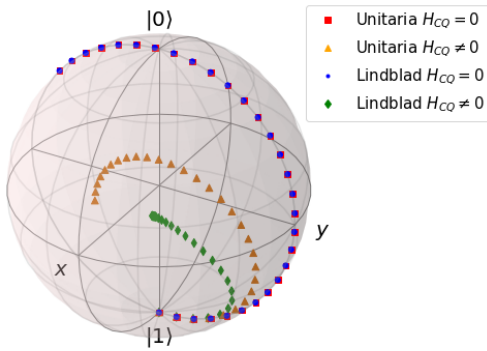 |0⟩
Unitaria H_CQ = 0
Unitaria H_CQ ≠ 0
Lindblad H_CQ = 0
Lindblad H_CQ ≠ 0
y
x
|1⟩